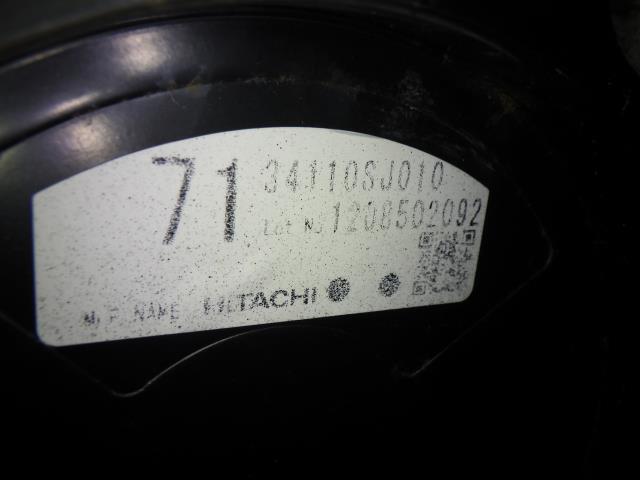 71
34110SJ010
Lot No 1208502092
M.F. NAME HITACHI